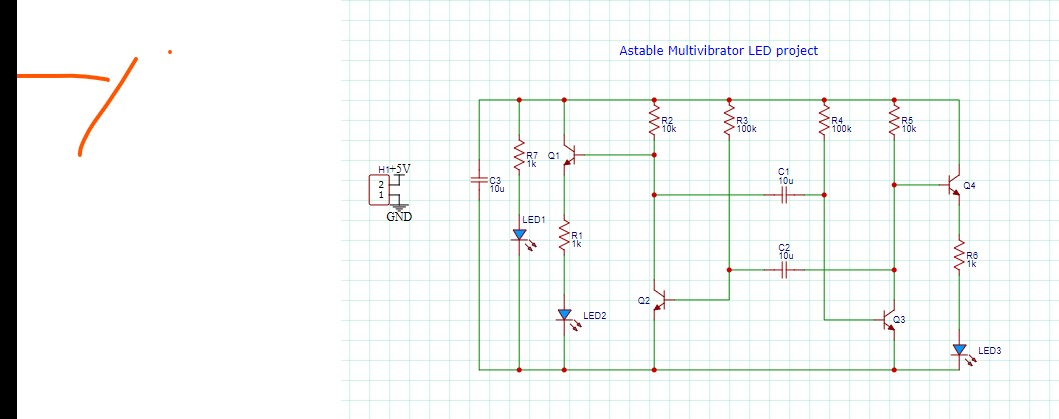 Astable Multivibrator LED project
R2
10k
R3
100k
R4
100k
R5
10k
R7
1k
Q1
H1
+5V
2
1
GND
C3
10u
C1
10u
Q4
LED1
R1
1k
C2
10u
R6
1k
Q2
LED2
Q3
LED3